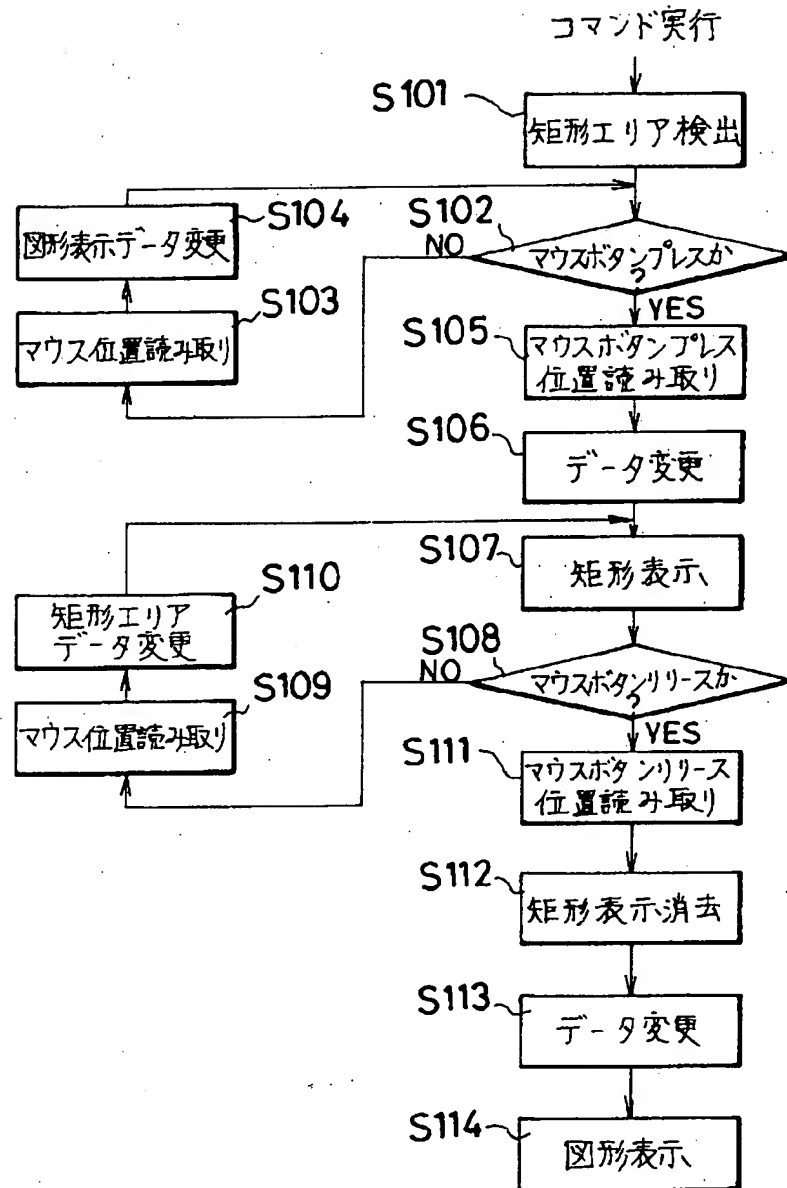 コマンド実行
S101
矩形エリア検出
S104
図形表示データ変更
S102
マウスボタンプレスか
?
NO
YES
S103
マウス位置読み取り
S105
マウスボタンプレス
位置読み取り
S106
データ変更
S107
矩形表示
S110
矩形エリア
データ変更
S108
マウスボタンリリースか
?
NO
YES
S109
マウス位置読み取り
S111
マウスボタンリリース
位置読み取り
S112
矩形表示消去
S113
データ変更
S114
図形表示